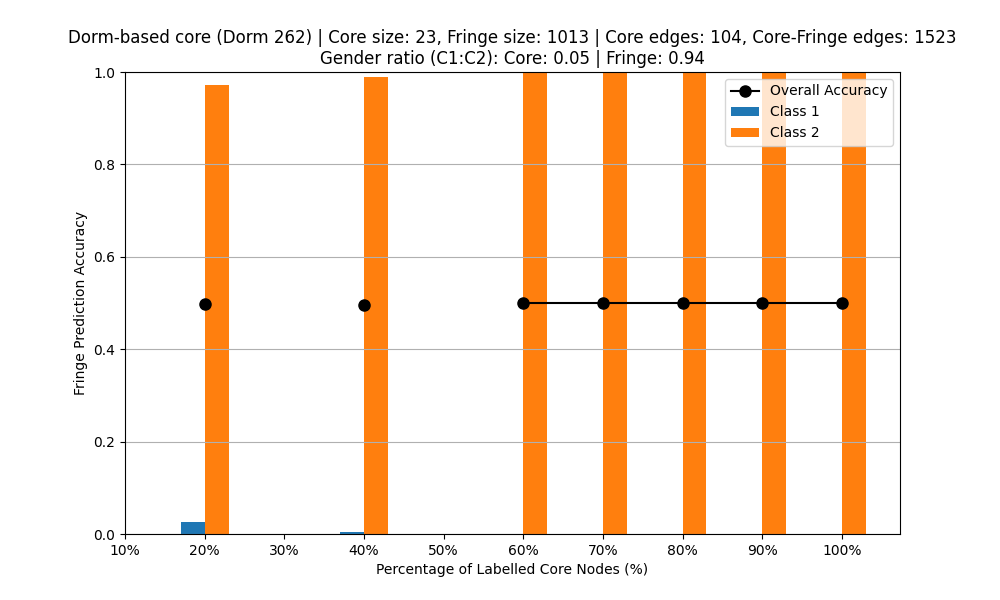 Dorm-based core (Dorm 262) | Core size: 23, Fringe size: 1013 | Core edges: 104, Core-Fringe edges: 1523
Gender ratio (C1:C2): Core: 0.05 | Fringe: 0.94
Overall Accuracy
Class 1
Class 2
Fringe Prediction Accuracy
1.0
0.8
0.6
0.4
0.2
0.0
10% 20% 30% 40% 50% 60% 70% 80% 90% 100%
Percentage of Labelled Core Nodes (%)